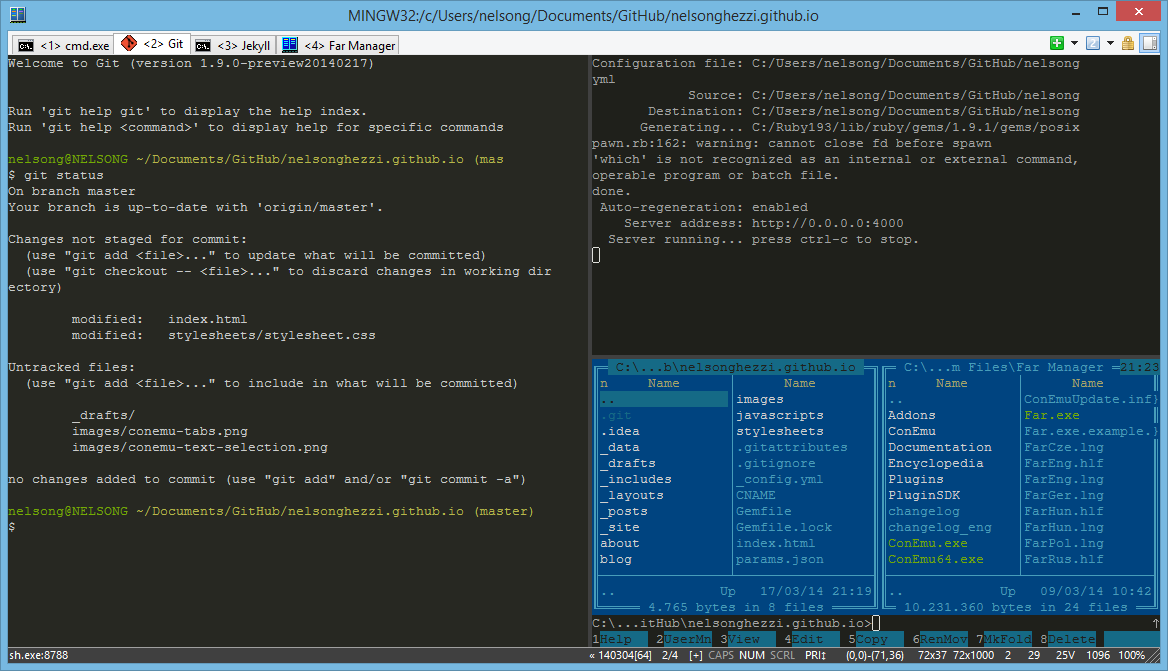 MINGW32:/c/Users/nelsong/Documents/GitHub/nelsonghezzi.github.io
<1> cmd.exe <2> Git <3> Jekyll <4> Far Manager
Welcome to Git (version 1.9.0-preview20140217)
Run 'git help git' to display the help index.
Run 'git help <command>' to display help for specific commands
nelsong@NELSONG ~/Documents/GitHub/nelsonghezzi.github.io (mas
$ git status
On branch master
Your branch is up-to-date with 'origin/master'.
Changes not staged for commit:
(use "git add <file>..." to update what will be committed)
(use "git checkout -- <file>..." to discard changes in working dir
ectory)
modified: index.html
modified: stylesheets/stylesheet.css
Untracked files:
(use "git add <file>..." to include in what will be committed)
_drafts/
images/conemu-tabs.png
images/conemu-text-selection.png
no changes added to commit (use "git add" and/or "git commit -a")
nelsong@NELSONG ~/Documents/GitHub/nelsonghezzi.github.io (master)
$
Configuration file: C:/Users/nelsong/Documents/GitHub/nelsong
yml
Source: C:/Users/nelsong/Documents/GitHub/nelsong
Destination: C:/Users/nelsong/Documents/GitHub/nelsong
Generating... C:/Ruby193/lib/ruby/gems/1.9.1/gems/posix
pawn.rb:162: warning: cannot close fd before spawn
'which' is not recognized as an internal or external command,
operable program or batch file.
done.
Auto-regeneration: enabled
Server address: http://0.0.0.0:4000
Server running... press ctrl-c to stop.
C:\...b\nelsonghezzi.github.io
n Name Name
.. images
.git javascripts
.idea stylesheets
_data .gitattributes
_drafts .gitignore
_includes _config.yml
_layouts CNAME
_posts Gemfile
_site Gemfile.lock
about index.html
blog params.json
.. Up 17/03/14 21:19
4.765 bytes in 8 files
C:\...m Files\Far Manager 21:23
n Name Name
.. ConEmuUpdate.inf}
Addons Far.exe
ConEmu Far.exe.example.}
Documentation FarCze.lng
Encyclopedia FarEng.hlf
Plugins FarEng.lng
PluginSDK FarGer.lng
changelog FarHun.hlf
changelog_eng FarHun.lng
ConEmu.exe FarPol.lng
ConEmu64.exe FarRus.hlf
.. Up 09/03/14 10:42
10.231.360 bytes in 24 files
C:\...itHub\nelsonghezzi.github.io>
1Help 2UserMn 3View 4Edit 5Copy 6RenMov 7MkFold 8Delete
sh.exe:8788 « 140304[64] 2/4 [+] CAPS NUM SCRL PRI↕ (0,0)-(71,36) 72x37 72x1000 2 29 25V 1096 100%